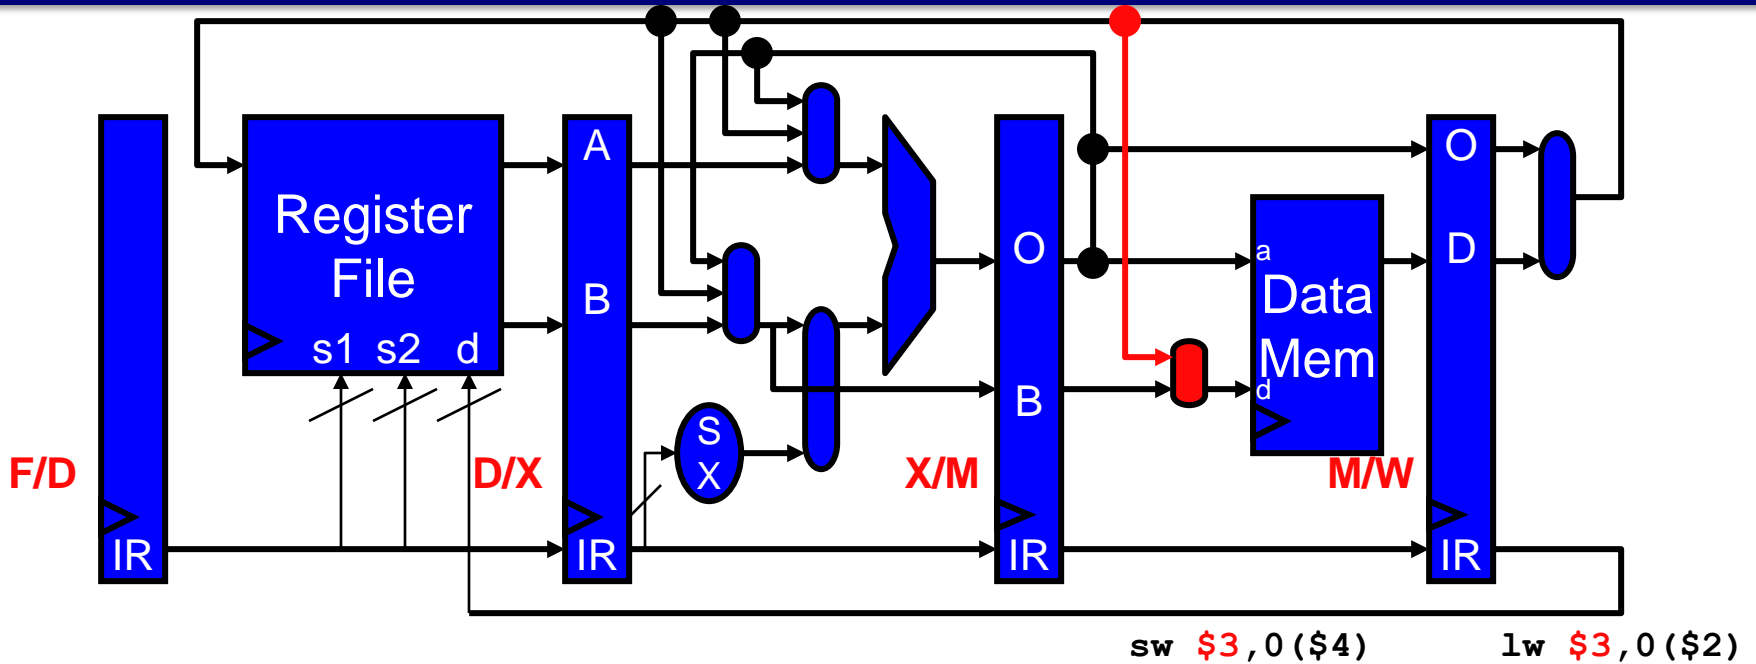 A
O
Register
File
O
D
B
a
Data
Mem
s1 s2 d
B
d
S
X
F/D
D/X
X/M
M/W
IR
IR
IR
IR
sw $3,0($4)
lw $3,0($2)